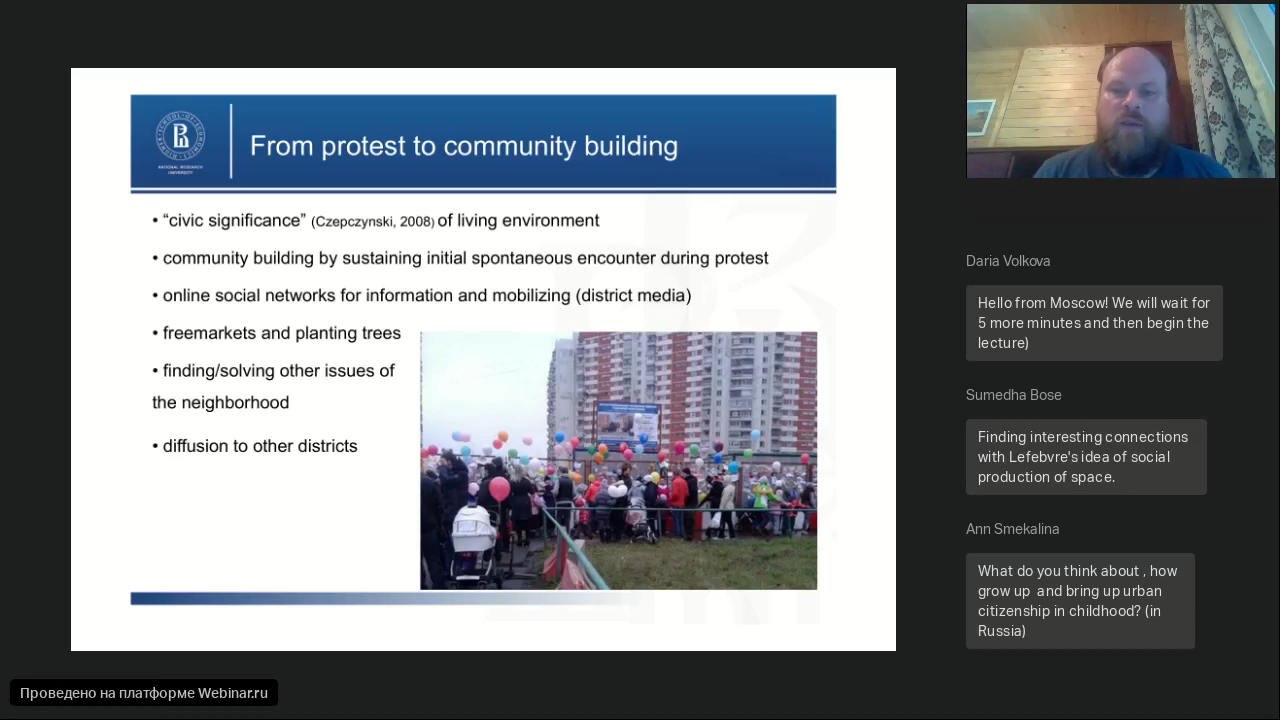 From protest to community building
NATIONAL RESEARCH
UNIVERSITY
• “civic significance” (Czepczynski, 2008) of living environment
• community building by sustaining initial spontaneous encounter during protest
• online social networks for information and mobilizing (district media)
• freemarkets and planting trees
• finding/solving other issues of
the neighborhood
• diffusion to other districts
Daria Volkova
Hello from Moscow! We will wait for
5 more minutes and then begin the
lecture)
Sumedha Bose
Finding interesting connections
with Lefebvre's idea of social
production of space.
Ann Smekalina
What do you think about , how
grow up  and bring up urban
citizenship in childhood? (in
Russia)
Проведено на платформе Webinar.ru